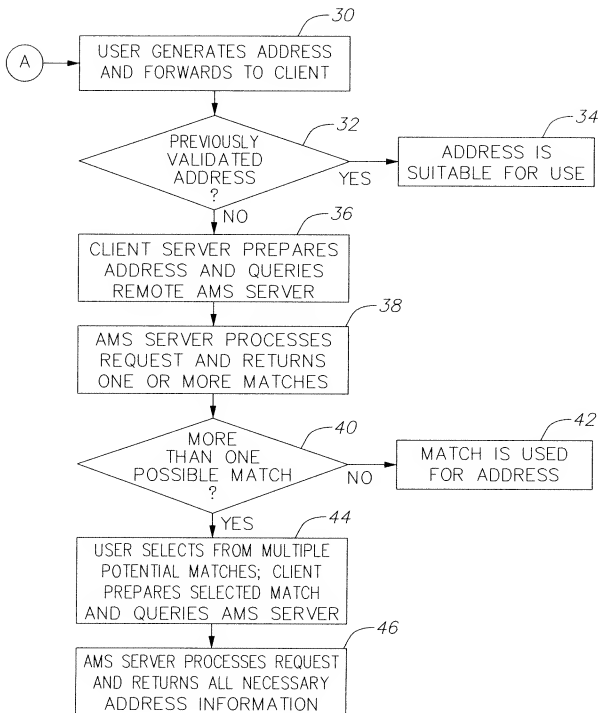 30
A
USER GENERATES ADDRESS
AND FORWARDS TO CLIENT
32
34
PREVIOUSLY
VALIDATED
ADDRESS
?
YES
ADDRESS IS
SUITABLE FOR USE
NO
36
CLIENT SERVER PREPARES
ADDRESS AND QUERIES
REMOTE AMS SERVER
38
AMS SERVER PROCESSES
REQUEST AND RETURNS
ONE OR MORE MATCHES
40
42
MORE
THAN ONE
POSSIBLE MATCH
?
NO
MATCH IS USED
FOR ADDRESS
YES
44
USER SELECTS FROM MULTIPLE
POTENTIAL MATCHES; CLIENT
PREPARES SELECTED MATCH
AND QUERIES AMS SERVER
46
AMS SERVER PROCESSES REQUEST
AND RETURNS ALL NECESSARY
ADDRESS INFORMATION